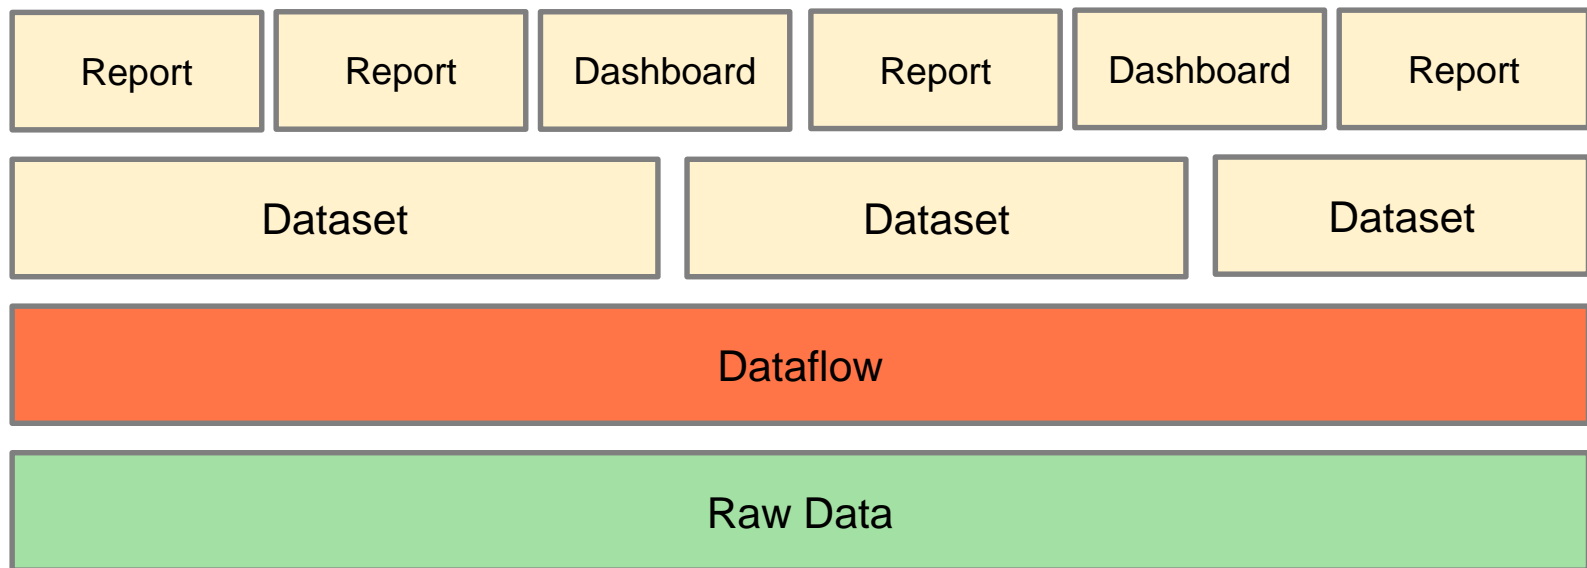 Report
Report
Dashboard
Report
Dashboard
Report
Dataset
Dataset
Dataset
Dataflow
Raw Data